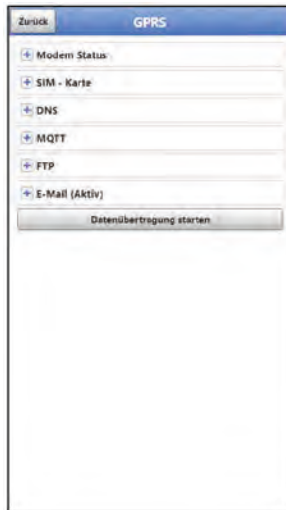 Zurück GPRS
Modem Status
SIM - Karte
DNS
MQTT
FTP
E-Mail (Aktiv)
Datenübertragung starten